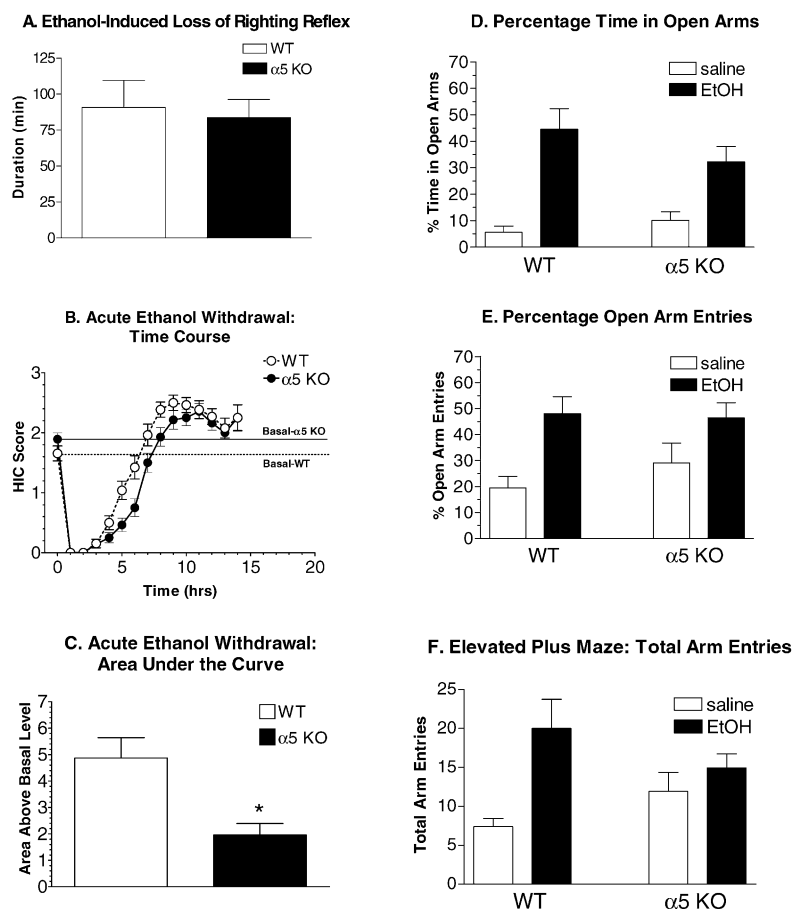 A. Ethanol-Induced Loss of Righting Reflex
WT
α5 KO
125
100
75
50
25
0
Duration (min)
B. Acute Ethanol Withdrawal:
Time Course
WT
α5 KO
3
2
1
0
HIC Score
Basal-α5 KO
Basal-WT
0
5
10
15
20
Time (hrs)
C. Acute Ethanol Withdrawal:
Area Under the Curve
WT
α5 KO
7
6
5
4
3
2
1
0
Area Above Basal Level
*
D. Percentage Time in Open Arms
saline
EtOH
70
60
50
40
30
20
10
0
% Time in Open Arms
WT
α5 KO
E. Percentage Open Arm Entries
saline
EtOH
70
60
50
40
30
20
10
0
% Open Arm Entries
WT
α5 KO
F. Elevated Plus Maze: Total Arm Entries
saline
EtOH
25
20
15
10
5
0
Total Arm Entries
WT
α5 KO